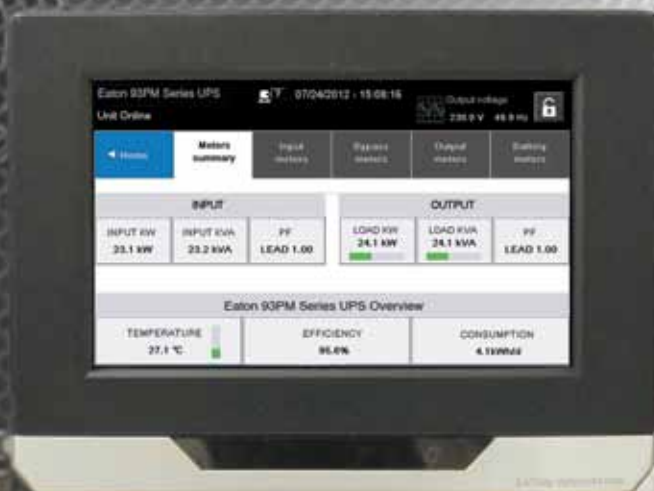 Eaton 93PM Series UPS
07/24/2012 - 15:08:16
Output voltage
Unit Online
Home
Meters summary
Input meters
Bypass meters
Output meters
Battery meters
INPUT
OUTPUT
INPUT KW
INPUT KVA
PF
LOAD KW
LOAD KVA
PF
23.1 kW
23.2 kVA
LEAD 1.00
24.1 kW
24.1 kVA
LEAD 1.00
Eaton 93PM Series UPS Overview
TEMPERATURE
EFFICIENCY
CONSUMPTION
27.1 °C